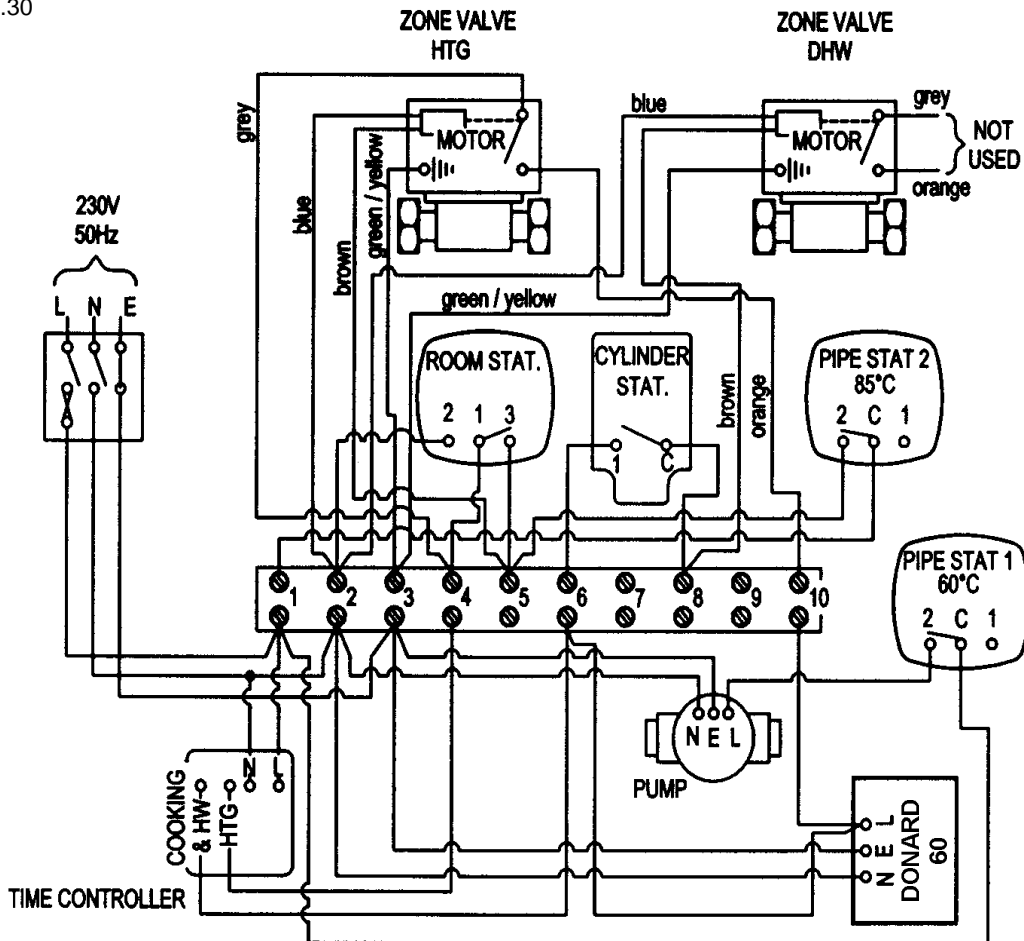 .30
ZONE VALVE
HTG
ZONE VALVE
DHW
grey
blue
grey
MOTOR
MOTOR
NOT
USED
orange
230V
50Hz
blue
brown
green / yellow
L N E
green / yellow
ROOM STAT.
2 1 3
CYLINDER
STAT.
1 C
brown
orange
PIPE STAT 2
85°C
2 C 1
PIPE STAT 1
60°C
2 C 1
1 2 3 4 5 6 7 8 9 10
N E L
PUMP
COOKING
& HW
HTG
N L
TIME CONTROLLER
L
E
N
DONARD
60